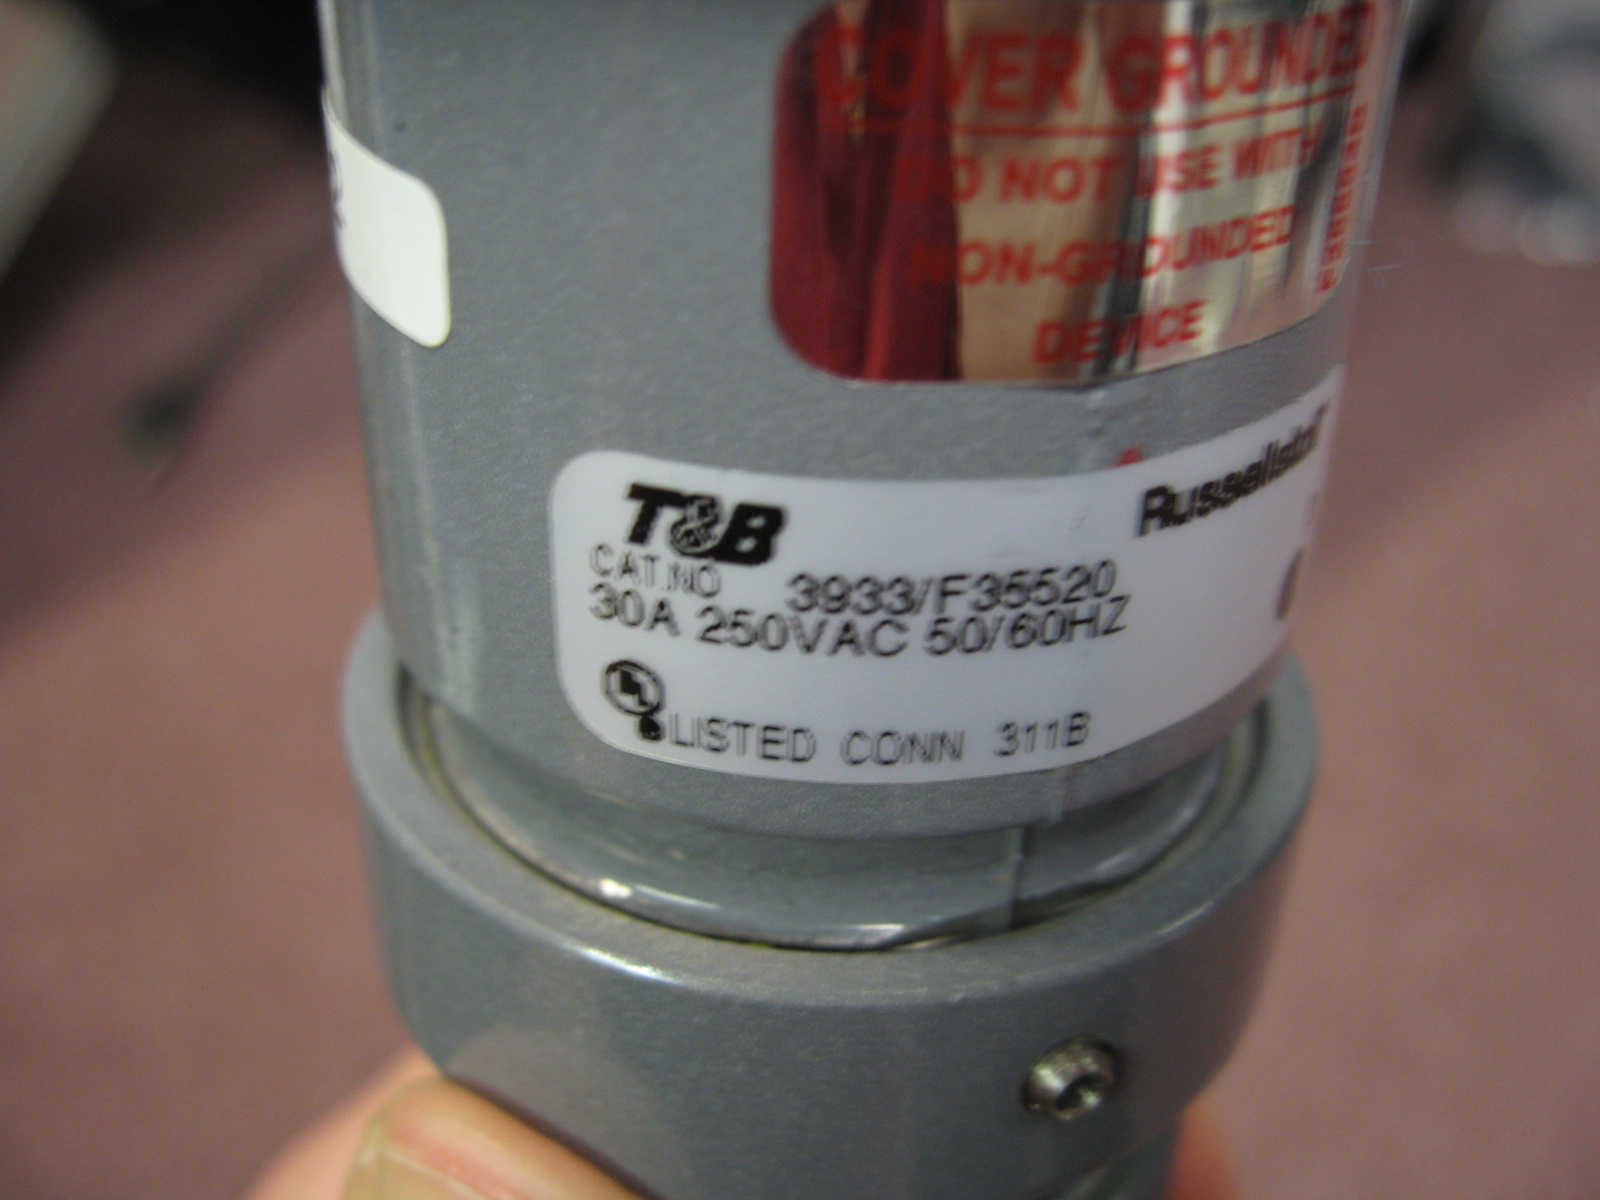 COVER GROUNDED
DO NOT USE WITH
NON-GROUNDED
DEVICE
T&B
Russellstoll
CAT.NO 3933/F35520
30A 250VAC 50/60HZ
UL
LISTED CONN 311B